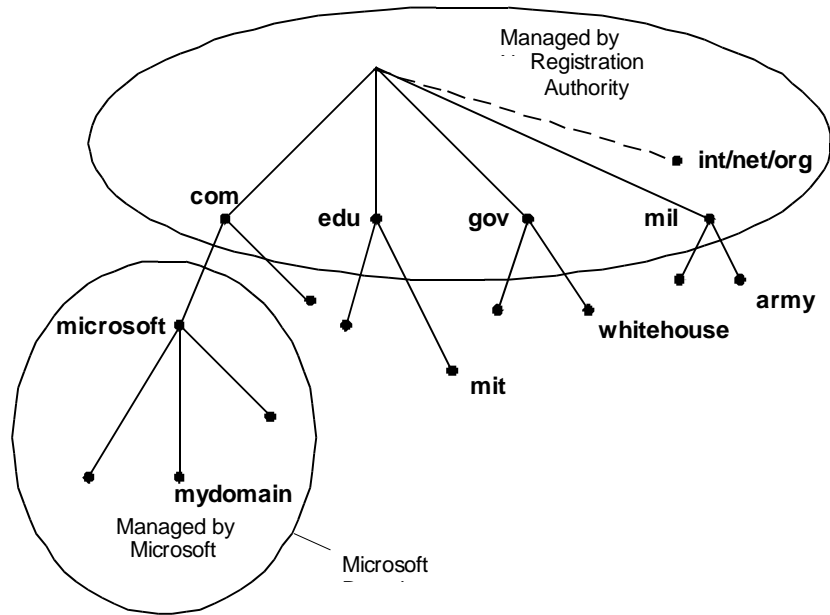 Managed by
Registration
Authority
int/net/org
com
edu
gov
mil
army
microsoft
whitehouse
mit
mydomain
Managed by
Microsoft
Microsoft